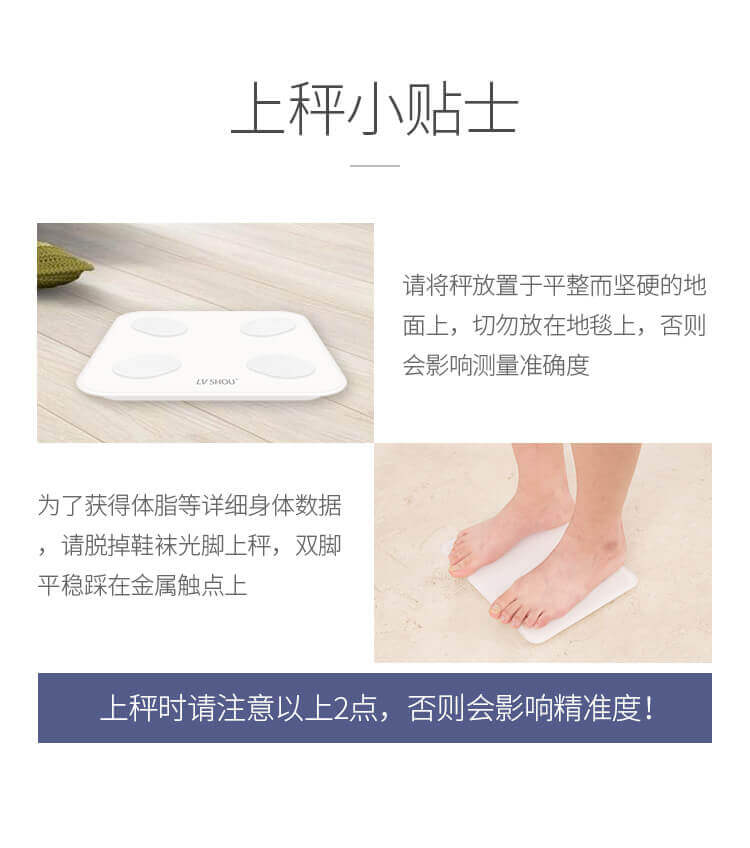 上秤小贴士
LV SHOU
请将秤放置于平整而坚硬的地
面上，切勿放在地毯上，否则
会影响测量准确度
为了获得体脂等详细身体数据
，请脱掉鞋袜光脚上秤，双脚
平稳踩在金属触点上
上秤时请注意以上2点，否则会影响精准度！